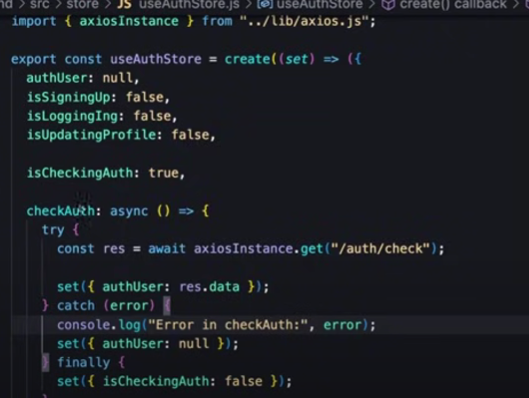 nd > src > store > JS useAuthStore.js > useAuthStore > create() callback >
import { axiosInstance } from "../lib/axios.js";
export const useAuthStore = create((set) => ({
authUser: null,
isSigningUp: false,
isLoggingIng: false,
isUpdatingProfile: false,
isCheckingAuth: true,
checkAuth: async () => {
try {
const res = await axiosInstance.get("/auth/check");
set({ authUser: res.data });
} catch (error) {
console.log("Error in checkAuth:", error);
set({ authUser: null });
} finally {
set({ isCheckingAuth: false });